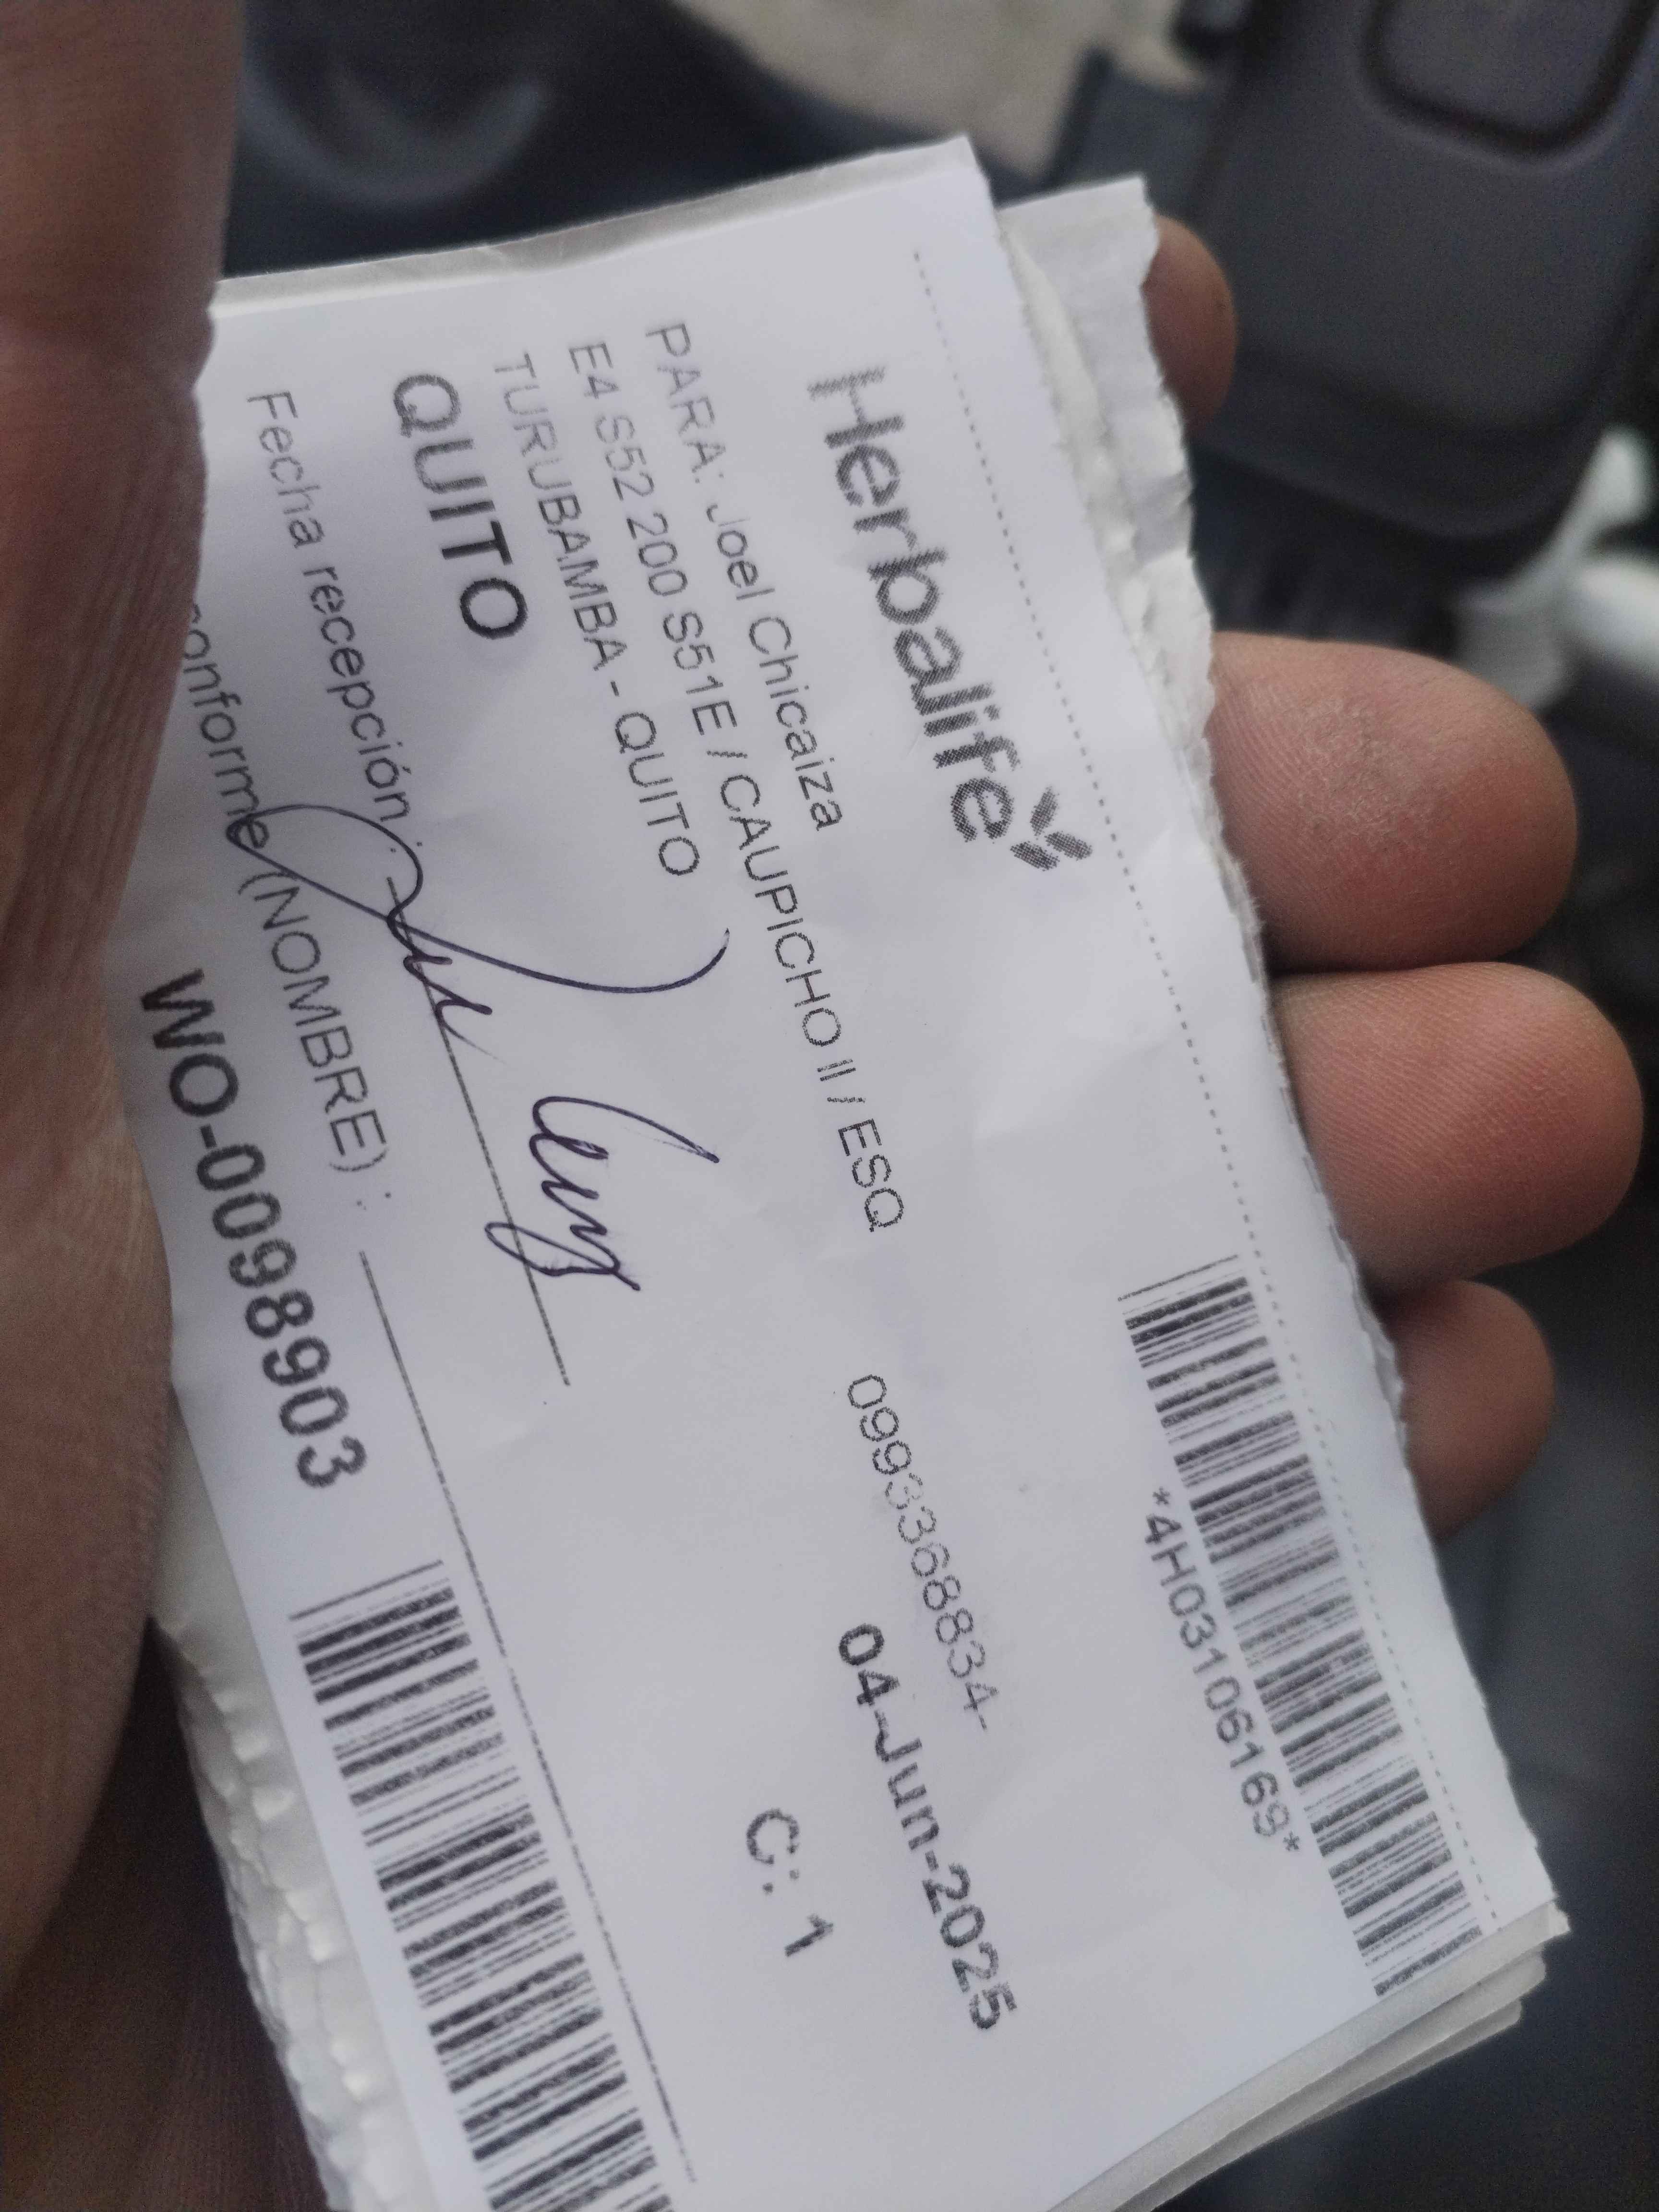 Herbalife
*4H03106169*
PARA: Joel Chicaiza
E4 S52 200 S51E / CAUPICHO II / ESQ
0993368834-
TURUBAMBA - QUITO
04-Jun-2025
QUITO
C: 1
Fecha recepción :
conforme (NOMBRE) :
WO-0098903